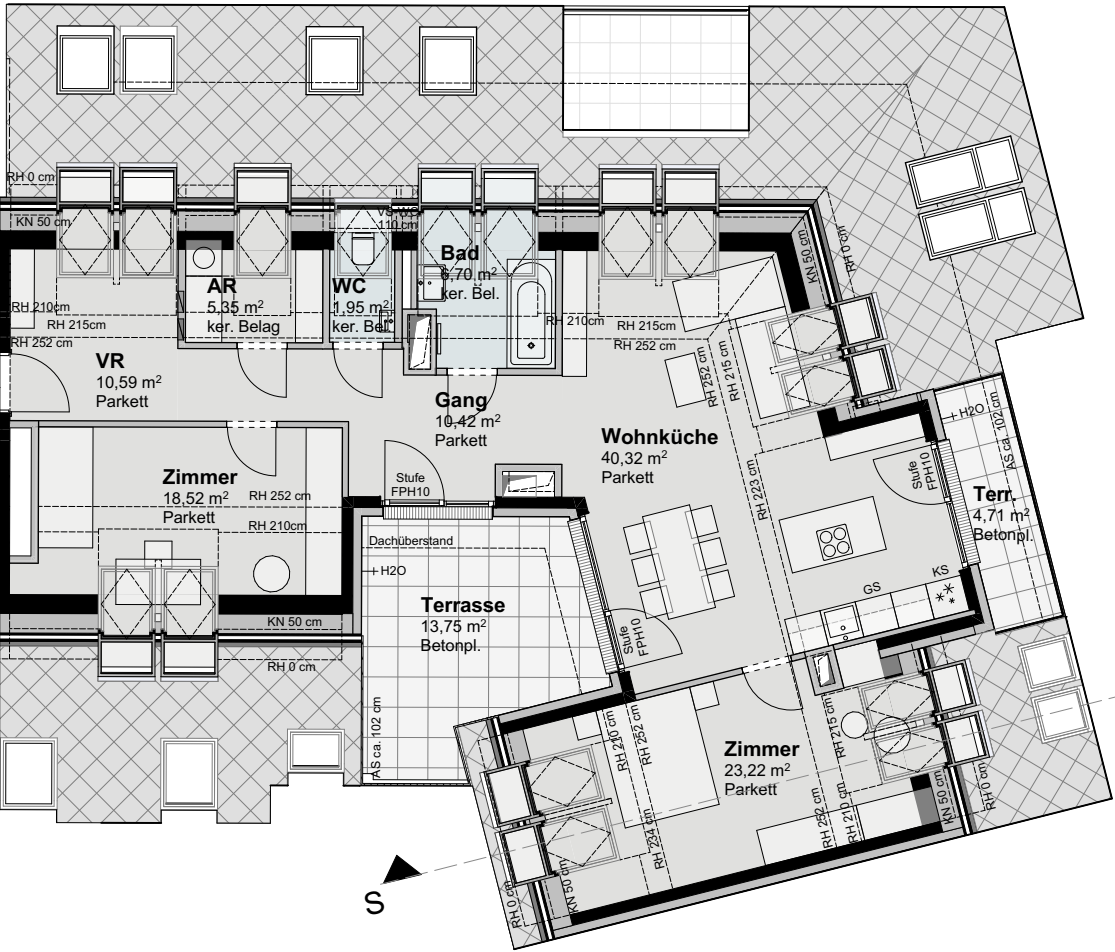 RH 0 cm
KN 50 cm
VS-WC
110 cm
KN 50 cm
RH 0 cm
Bad
6,70 m²
ker. Bel.
AR
5,35 m²
ker. Belag
WC
1,95 m²
ker. Bel.
RH 210cm
RH 215cm
RH 252 cm
RH 210cm
RH 215cm
RH 252 cm
RH 252 cm
RH 215 cm
VR
10,59 m²
Parkett
Gang
10,42 m²
Parkett
Wohnküche
40,32 m²
Parkett
H2O
AS ca. 102 cm
Stufe
FPH10
Stufe
FPH10
RH 223 cm
Terr.
4,71 m²
Betonpl.
Zimmer
18,52 m²
Parkett
RH 252 cm
RH 210cm
Dachüberstand
H2O
GS
KS
Terrasse
13,75 m²
Betonpl.
Stufe
FPH10
KN 50 cm
RH 0 cm
AS ca. 102 cm
RH 210 cm
RH 252 cm
RH 215 cm
Zimmer
23,22 m²
Parkett
RH 234 cm
RH 252 cm
RH 210 cm
KN 50 cm
RH 0 cm
RH 0 cm
KN 50 cm
S